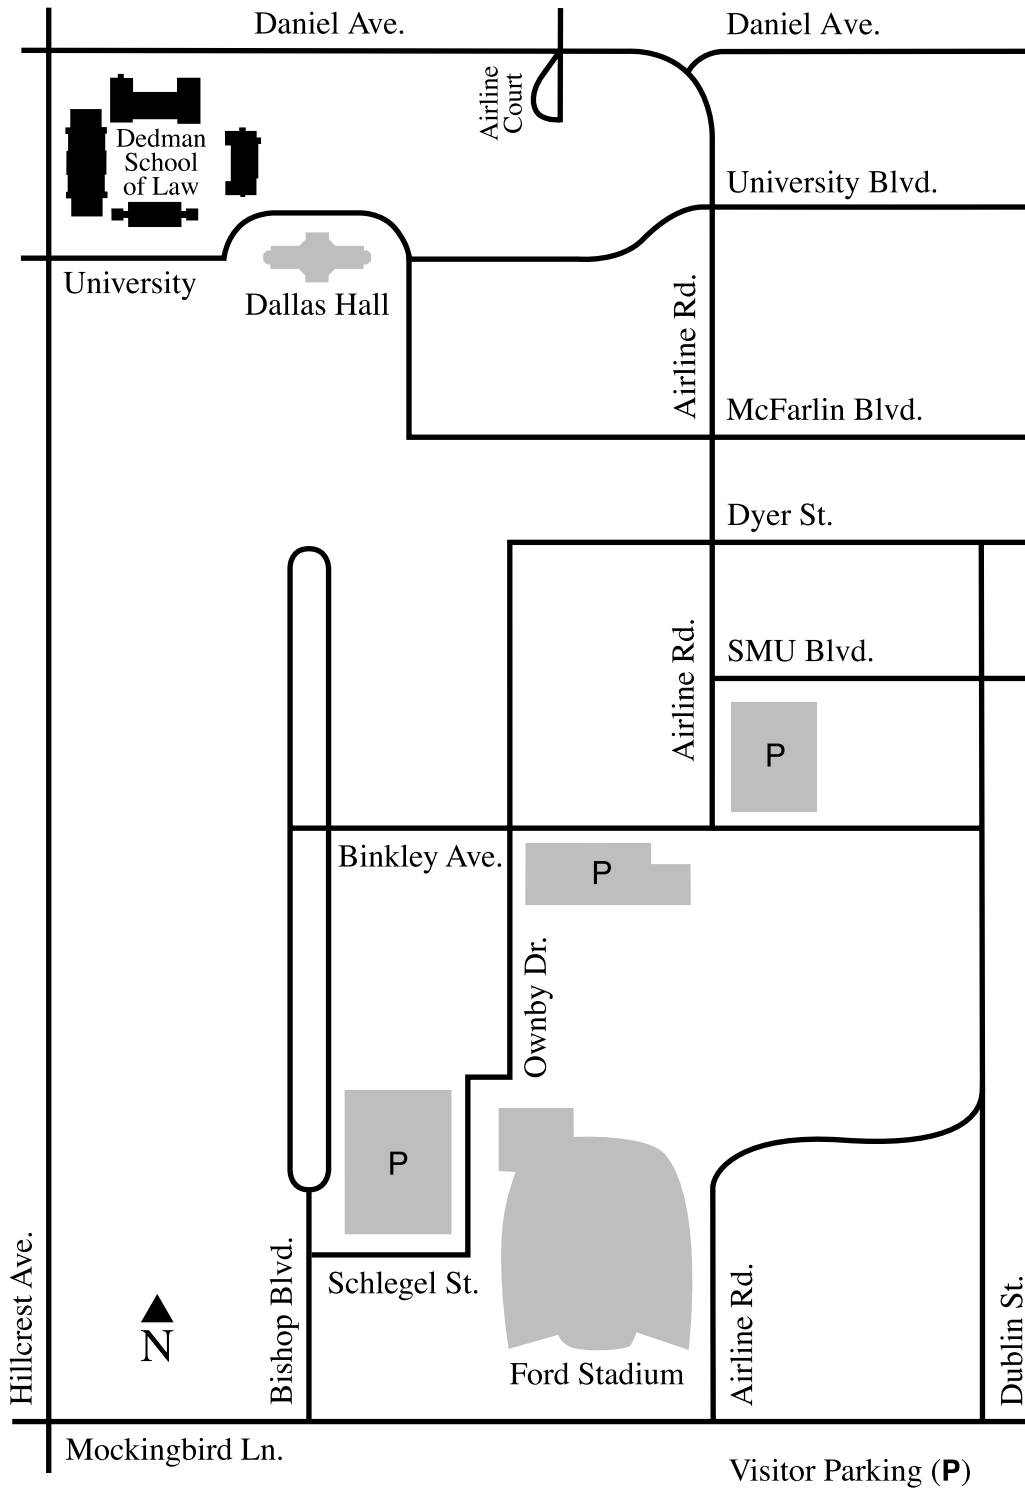 Daniel Ave.
Daniel Ave.
Airline
Court
Dedman
School
of Law
University Blvd.
University
Dallas Hall
Airline Rd.
McFarlin Blvd.
Dyer St.
Airline Rd.
SMU Blvd.
P
Binkley Ave.
P
Ownby Dr.
P
Hillcrest Ave.
Bishop Blvd.
Schlegel St.
Airline Rd.
Dublin St.
N
Ford Stadium
Mockingbird Ln.
Visitor Parking (P)